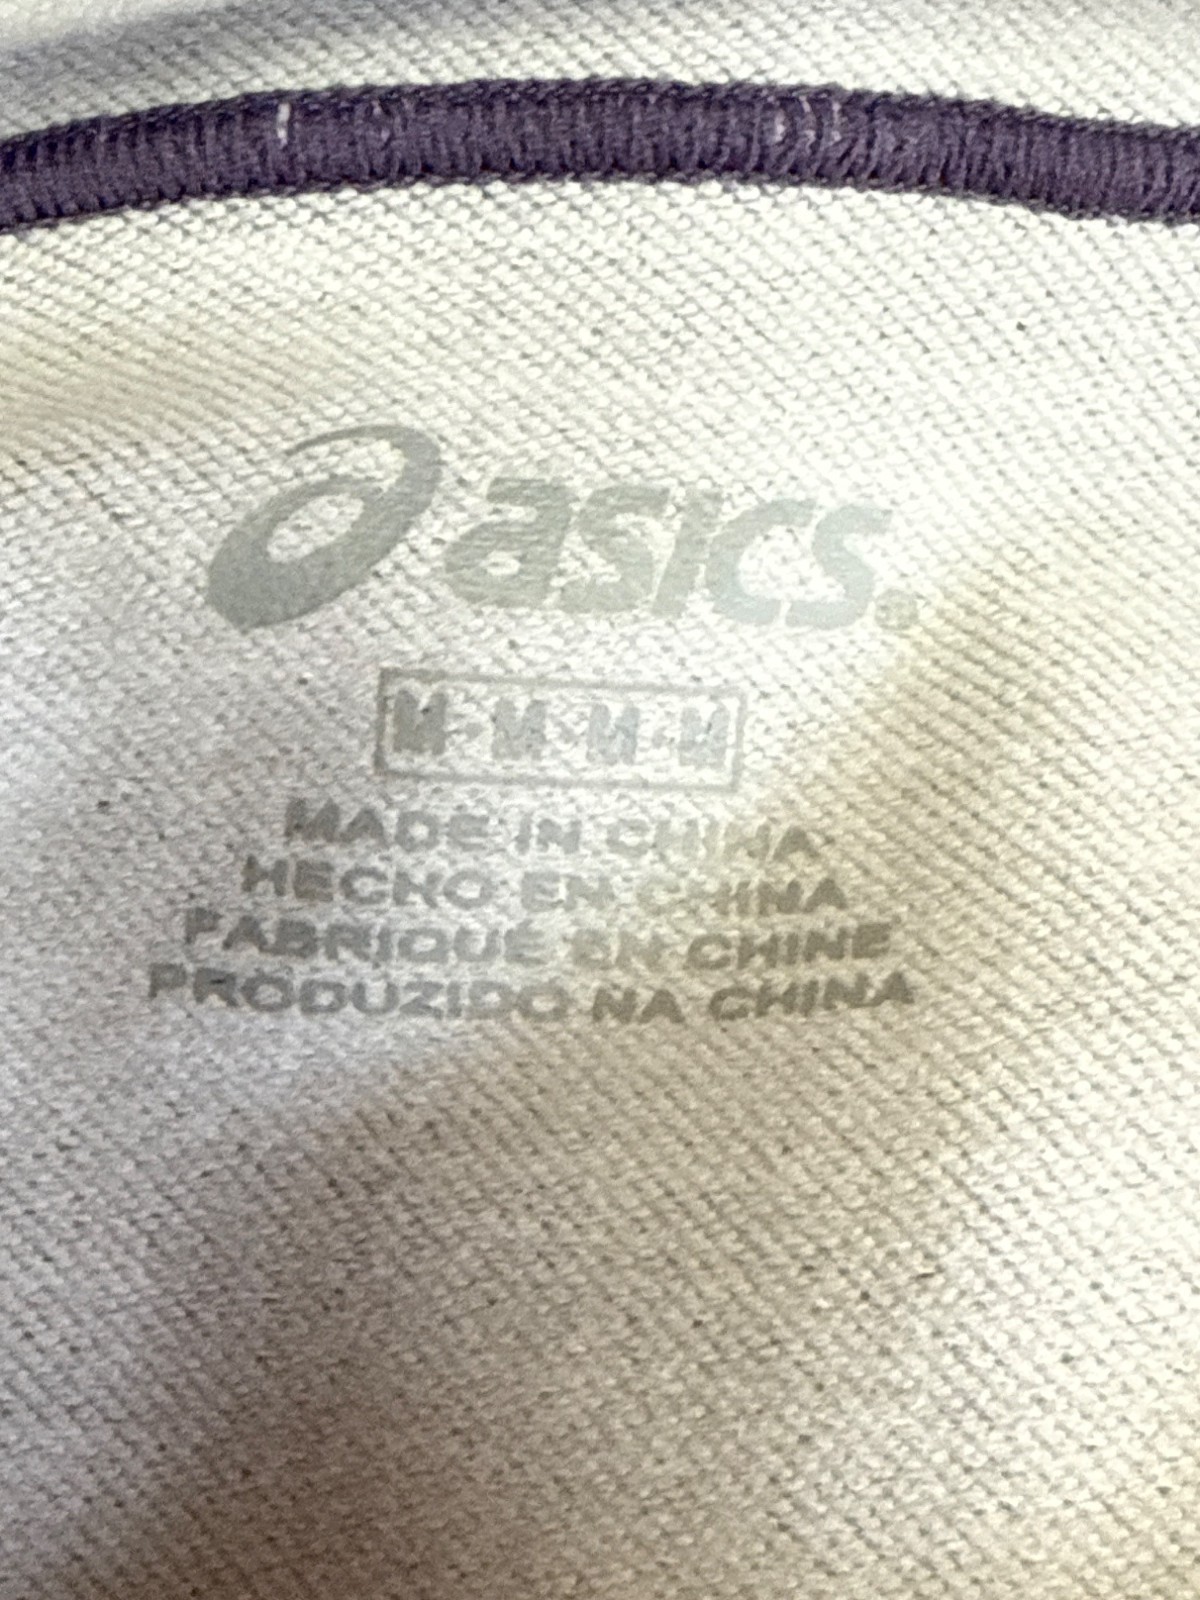 asics®
M·M·M·M
MADE IN CHINA
HECHO EN CHINA
FABRIQUÉ EN CHINE
PRODUZIDO NA CHINA